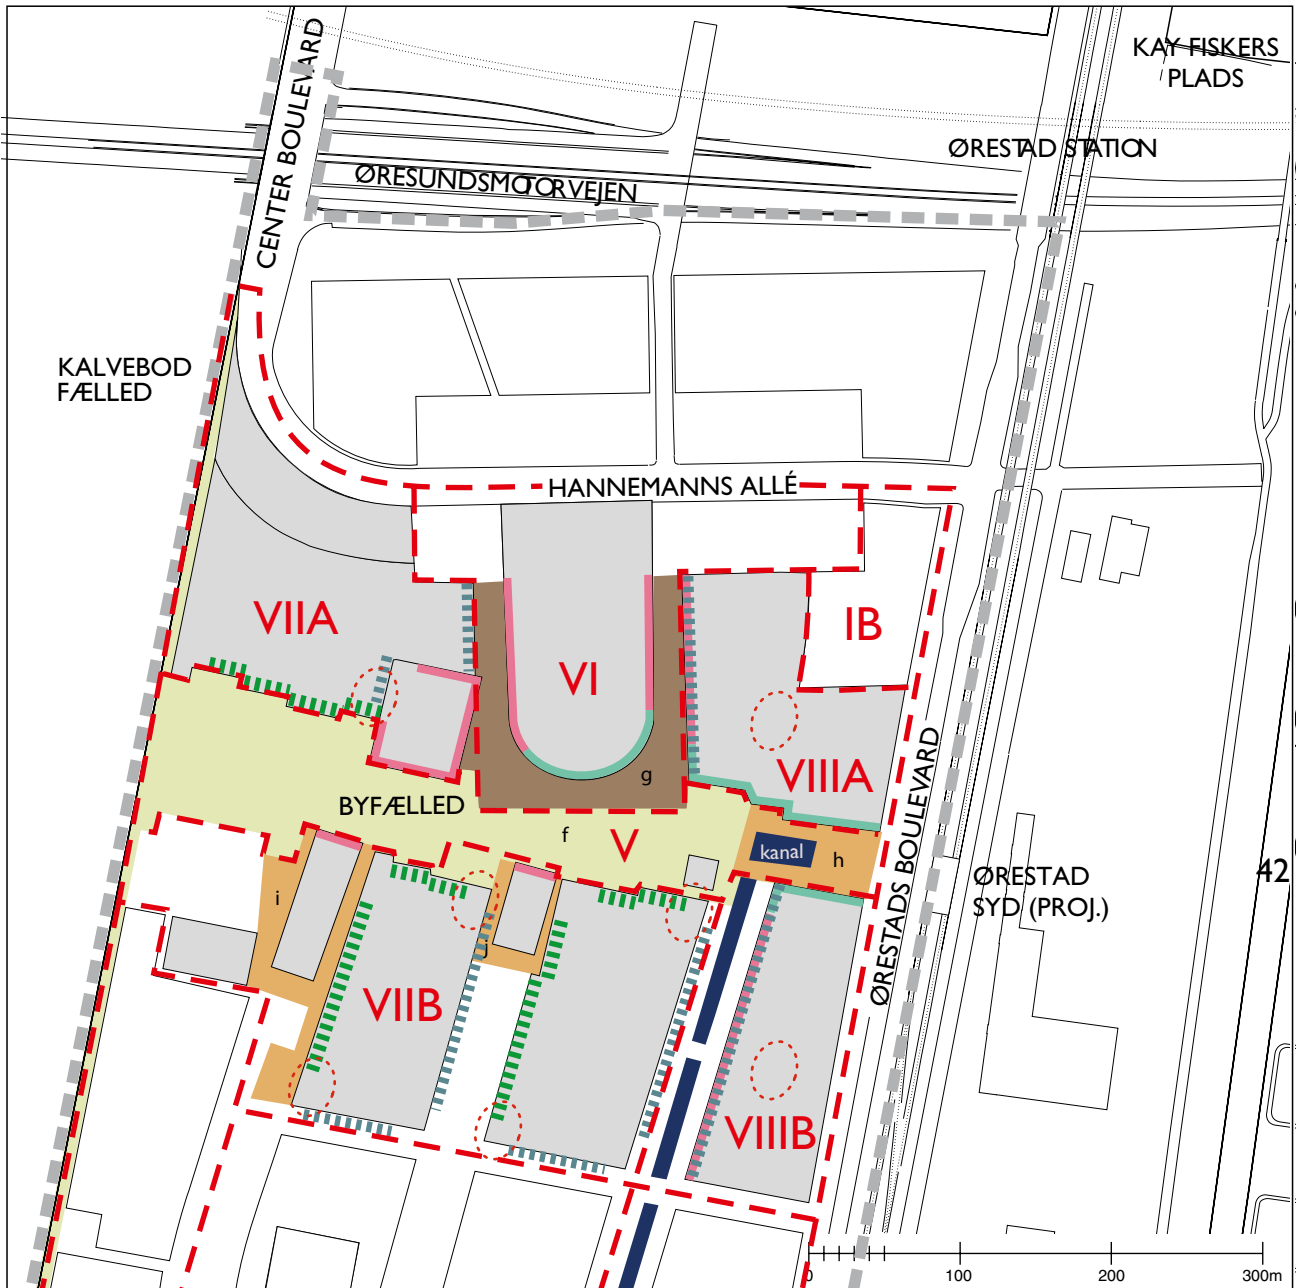 CENTER BOULEVARD
KAY FISKERS
PLADS
ØRESTAD STATION
ØRESUNDSMOTORVEJEN
KALVEBOD
FÆLLED
HANNEMANNS ALLÉ
VIIA
VI
IB
VIIIA
g
BYFÆLLED
f
V
kanal
h
ØRESTADS BOULEVARD
ØRESTAD
SYD (PROJ.)
42
i
j
VIIB
VIIIB
0
100
200
300m